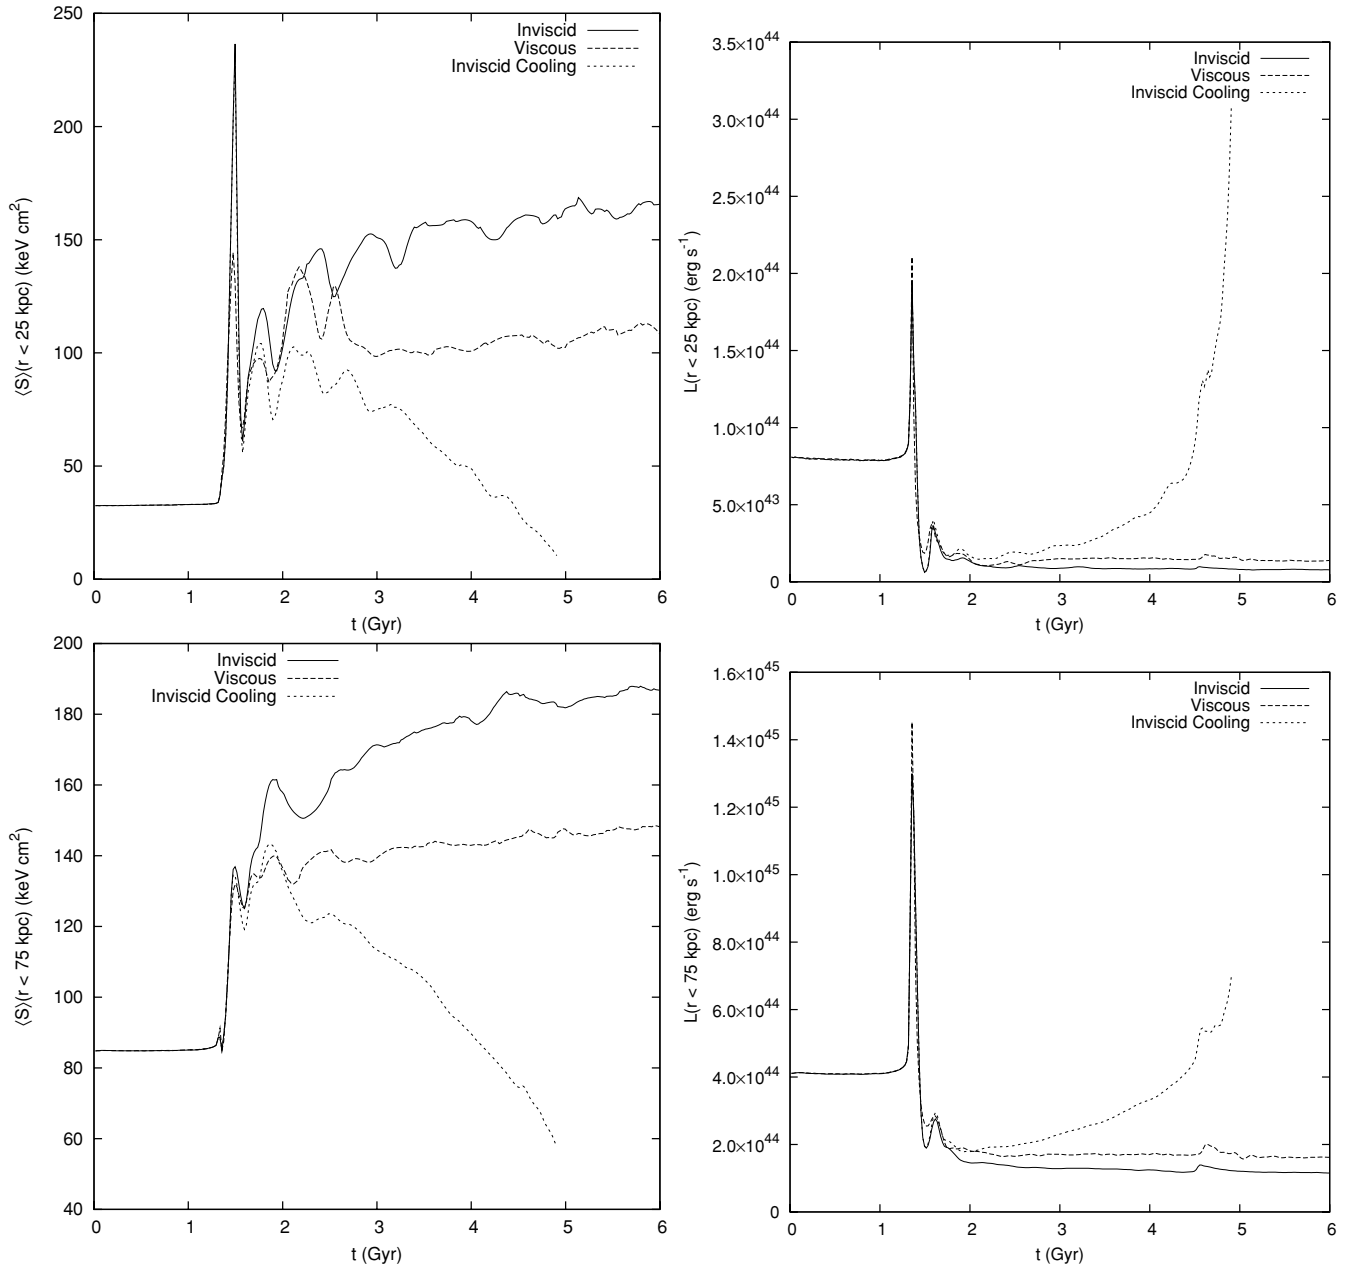 250
200
150
100
50
0
⟨S⟩(r < 25 kpc) (keV cm²)
Inviscid
Viscous
Inviscid Cooling
0 1 2 3 4 5 6
t (Gyr)
3.5×10⁴⁴
3.0×10⁴⁴
2.5×10⁴⁴
2.0×10⁴⁴
1.5×10⁴⁴
1.0×10⁴⁴
5.0×10⁴³
0
L(r < 25 kpc) (erg s⁻¹)
Inviscid
Viscous
Inviscid Cooling
0 1 2 3 4 5 6
t (Gyr)
200
180
160
140
120
100
80
60
40
⟨S⟩(r < 75 kpc) (keV cm²)
Inviscid
Viscous
Inviscid Cooling
0 1 2 3 4 5 6
t (Gyr)
1.6×10⁴⁵
1.4×10⁴⁵
1.2×10⁴⁵
1.0×10⁴⁵
8.0×10⁴⁴
6.0×10⁴⁴
4.0×10⁴⁴
2.0×10⁴⁴
0
L(r < 75 kpc) (erg s⁻¹)
Inviscid
Viscous
Inviscid Cooling
0 1 2 3 4 5 6
t (Gyr)